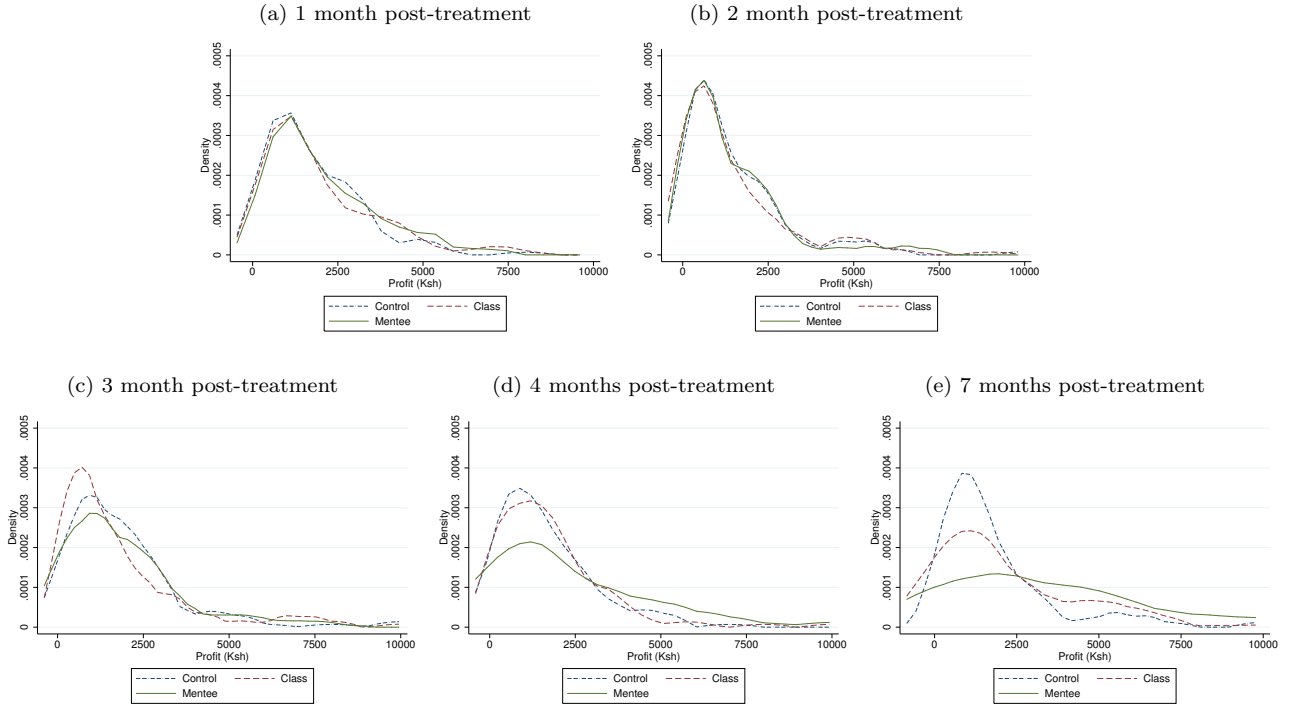 (a) 1 month post-treatment
.0005
.0004
.0003
.0002
.0001
0
Density
0 2500 5000 7500 10000
Profit (Ksh)
Control Class
Mentee
(b) 2 month post-treatment
.0005
.0004
.0003
.0002
.0001
0
Density
0 2500 5000 7500 10000
Profit (Ksh)
Control Class
Mentee
(c) 3 month post-treatment
.0005
.0004
.0003
.0002
.0001
0
Density
0 2500 5000 7500 10000
Profit (Ksh)
Control Class
Mentee
(d) 4 months post-treatment
.0005
.0004
.0003
.0002
.0001
0
Density
0 2500 5000 7500 10000
Profit (Ksh)
Control Class
Mentee
(e) 7 months post-treatment
.0005
.0004
.0003
.0002
.0001
0
Density
0 2500 5000 7500 10000
Profit (Ksh)
Control Class
Mentee